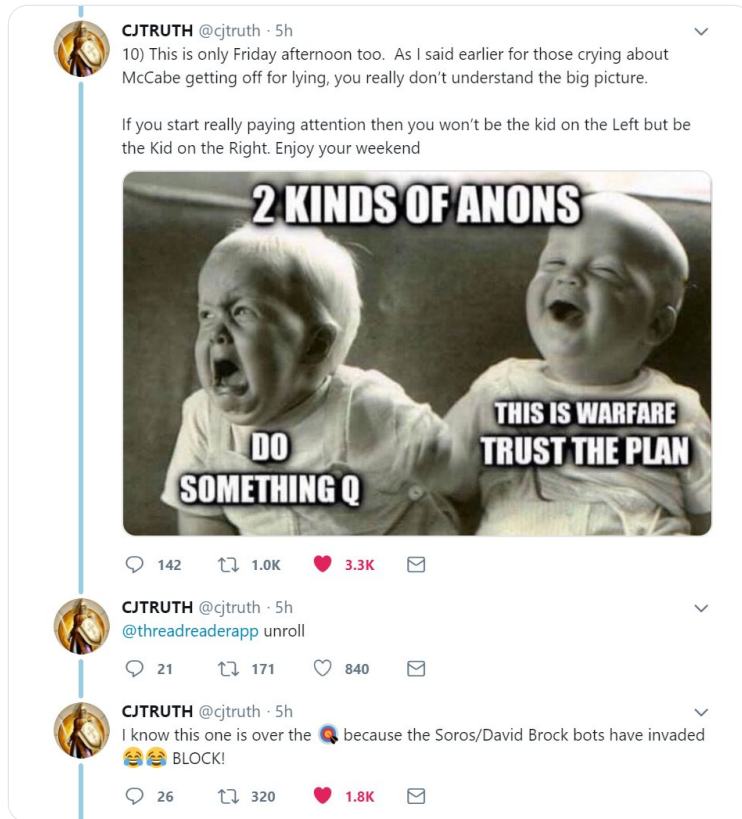 CJTRUTH @cjtruth · 5h
10) This is only Friday afternoon too. As I said earlier for those crying about
McCabe getting off for lying, you really don't understand the big picture.
If you start really paying attention then you won't be the kid on the Left but be
the Kid on the Right. Enjoy your weekend
2 KINDS OF ANONS
DO
SOMETHING Q
THIS IS WARFARE
TRUST THE PLAN
142 1.0K 3.3K
CJTRUTH @cjtruth · 5h
@threadreaderapp unroll
21 171 840
CJTRUTH @cjtruth · 5h
I know this one is over the 🎯 because the Soros/David Brock bots have invaded
😂😂 BLOCK!
26 320 1.8K